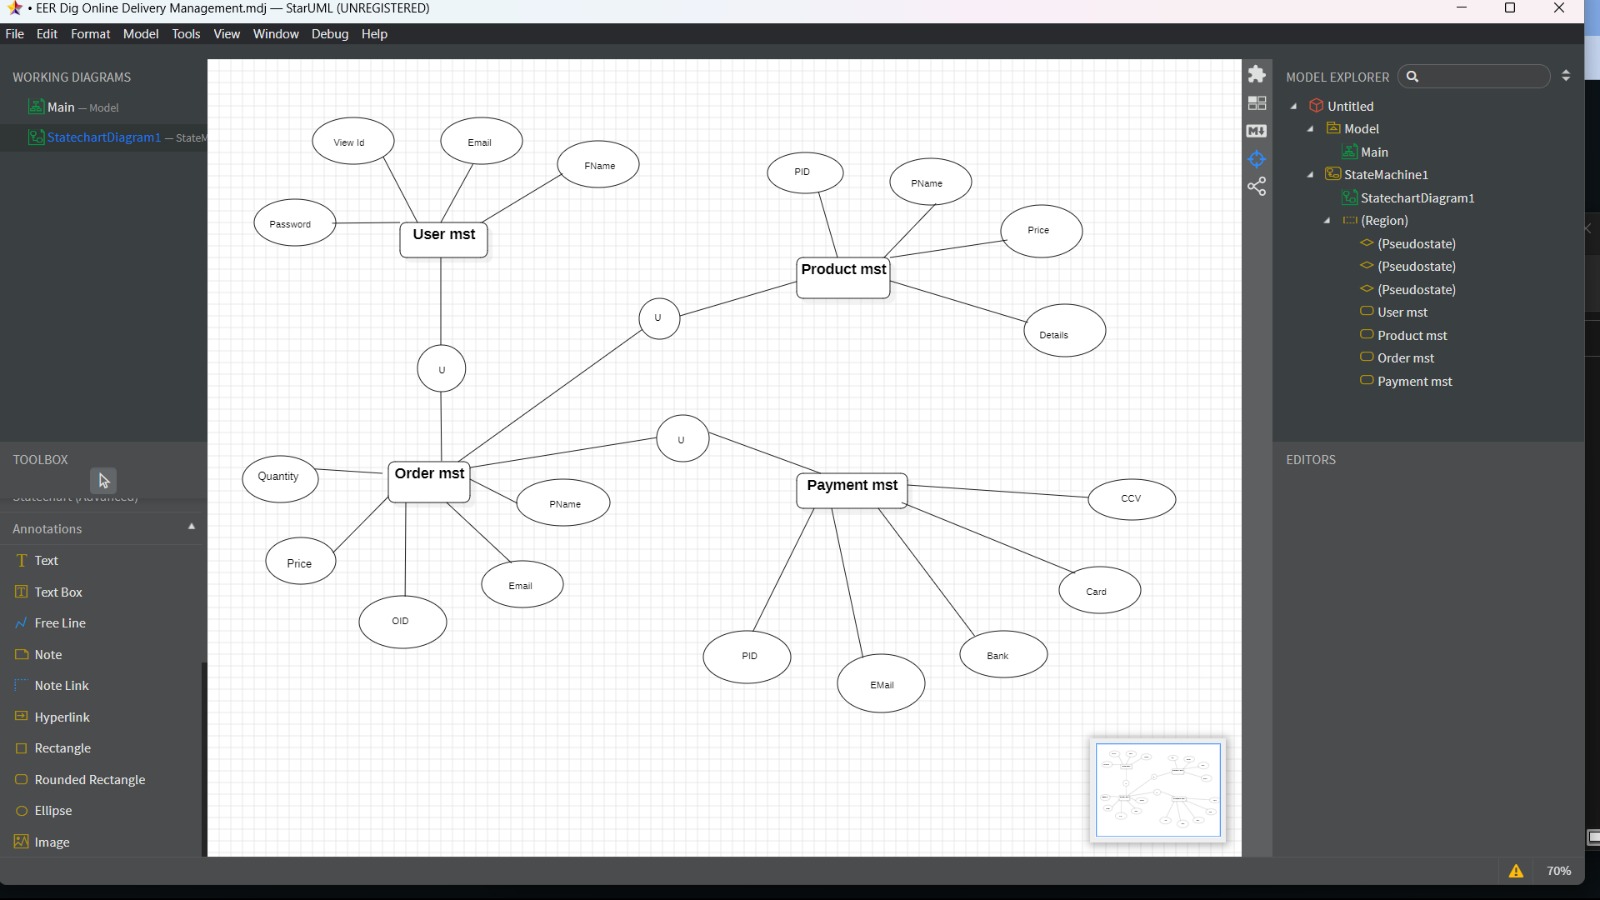 • EER Dig Online Delivery Management.mdj — StarUML (UNREGISTERED)
File Edit Format Model Tools View Window Debug Help
WORKING DIAGRAMS
Main — Model
StatechartDiagram1 — StateM
TOOLBOX
Statechart (Advanced)
Annotations
Text
Text Box
Free Line
Note
Note Link
Hyperlink
Rectangle
Rounded Rectangle
Ellipse
Image
View Id
Email
FName
Password
User mst
U
PID
PName
Price
Product mst
Details
U
U
Quantity
Order mst
PName
Price
Email
OID
Payment mst
CCV
Card
Bank
PID
EMail
MODEL EXPLORER
Untitled
Model
Main
StateMachine1
StatechartDiagram1
(Region)
(Pseudostate)
(Pseudostate)
(Pseudostate)
User mst
Product mst
Order mst
Payment mst
EDITORS
M
70%